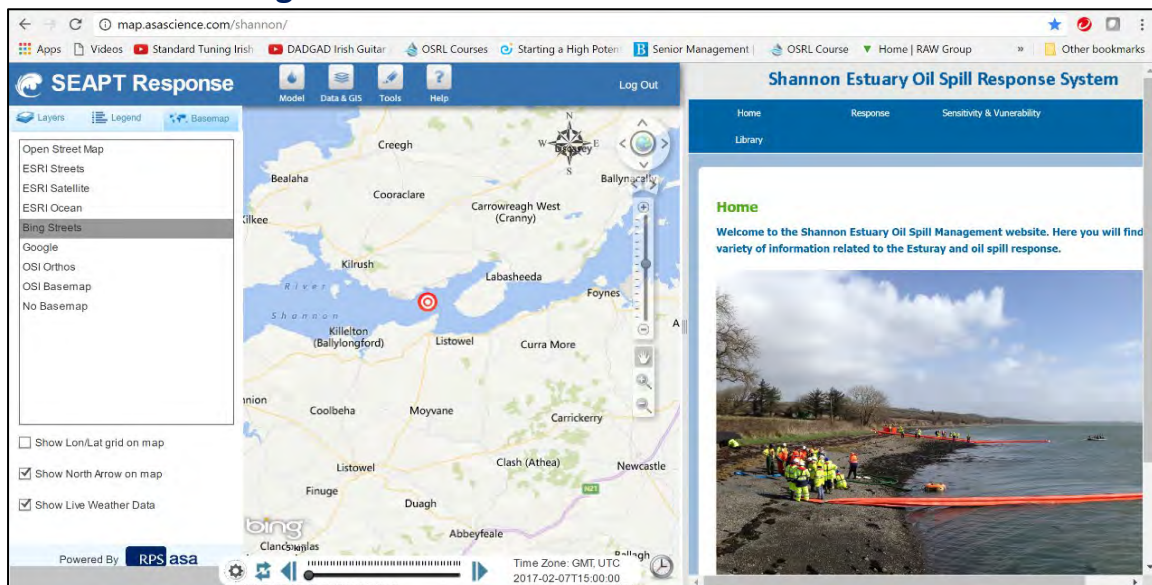 map.asascience.com/shannon/
Apps Videos Standard Tuning Irish DADGAD Irish Guitar OSRL Courses Starting a High Poten Senior Management OSRL Course Home | RAW Group » Other bookmarks
SEAPT Response
Model Data & GIS Tools Help
Log Out
Layers Legend Basemap
Open Street Map
ESRI Streets
ESRI Satellite
ESRI Ocean
Bing Streets
Google
OSI Orthos
OSI Basemap
No Basemap
Show Lon/Lat grid on map
Show North Arrow on map
Show Live Weather Data
Powered By RPS asa
N
W E
S
Creegh
Bealaha
Ballynacally
Cooraclare
Carrowreagh West
(Cranny)
Kilkee
Kilrush
Labasheeda
River
Foynes
Shannon
Killelton
(Ballylongford)
Listowel
Curra More
Coolbeha
Moyvane
Carrickerry
Listowel
Clash (Athea)
Newcastle
Finuge
N21
Duagh
bing
Abbeyfeale
Time Zone: GMT, UTC
2017-02-07T15:00:00
Shannon Estuary Oil Spill Response System
Home Response Sensitivity & Vunerability
Library
Home
Welcome to the Shannon Estuary Oil Spill Management website. Here you will find
variety of information related to the Esturay and oil spill response.